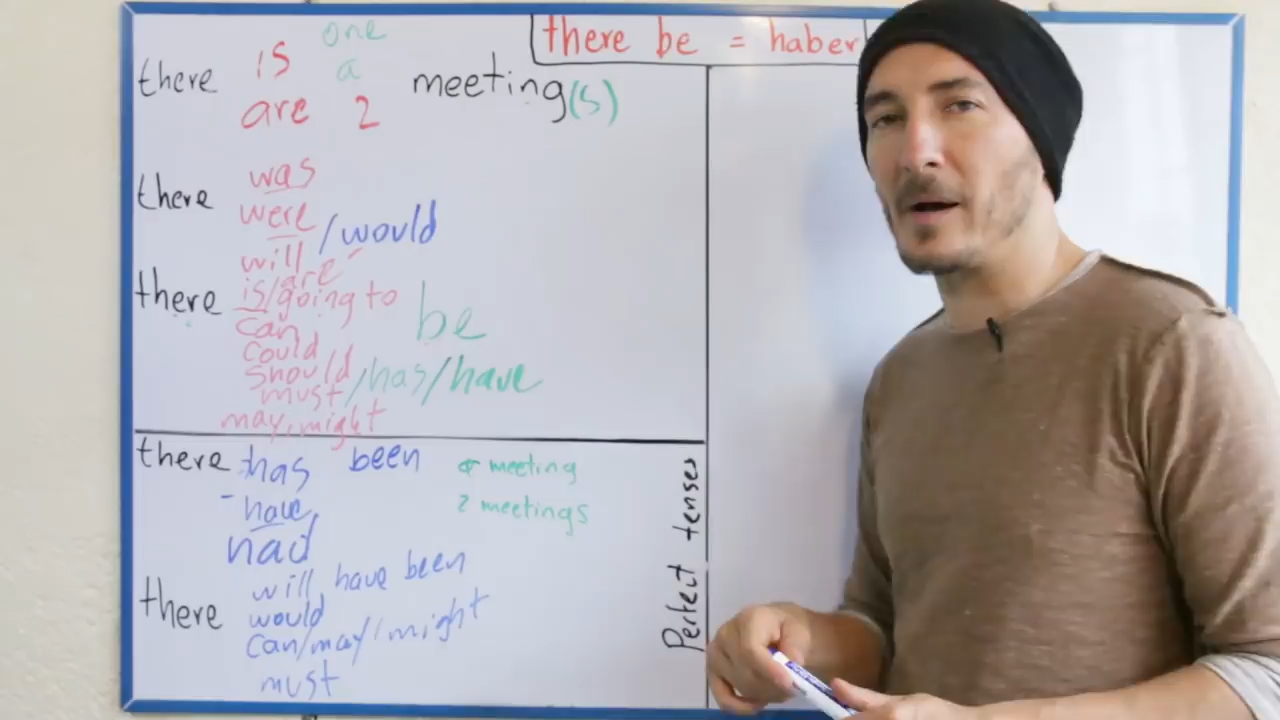 there be = haber
one
there is a meeting(s)
are 2
there was
were
will /would
are
there is/going to be
can
could
should
must /has/have
may, might
there has been a meeting
have 2 meetings
had
will have been
there would
can/may/might
must
Perfect tenses